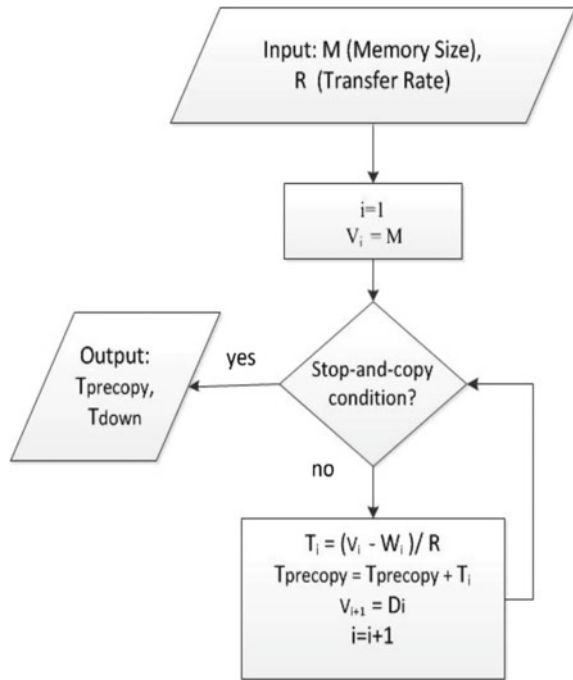 Input: M (Memory Size),
R (Transfer Rate)
i=1
Vi = M
Stop-and-copy
condition?
yes
Output:
Tprecopy,
Tdown
no
Ti = (Vi - Wi)/ R
Tprecopy = Tprecopy + Ti
Vi+1 = Di
i=i+1